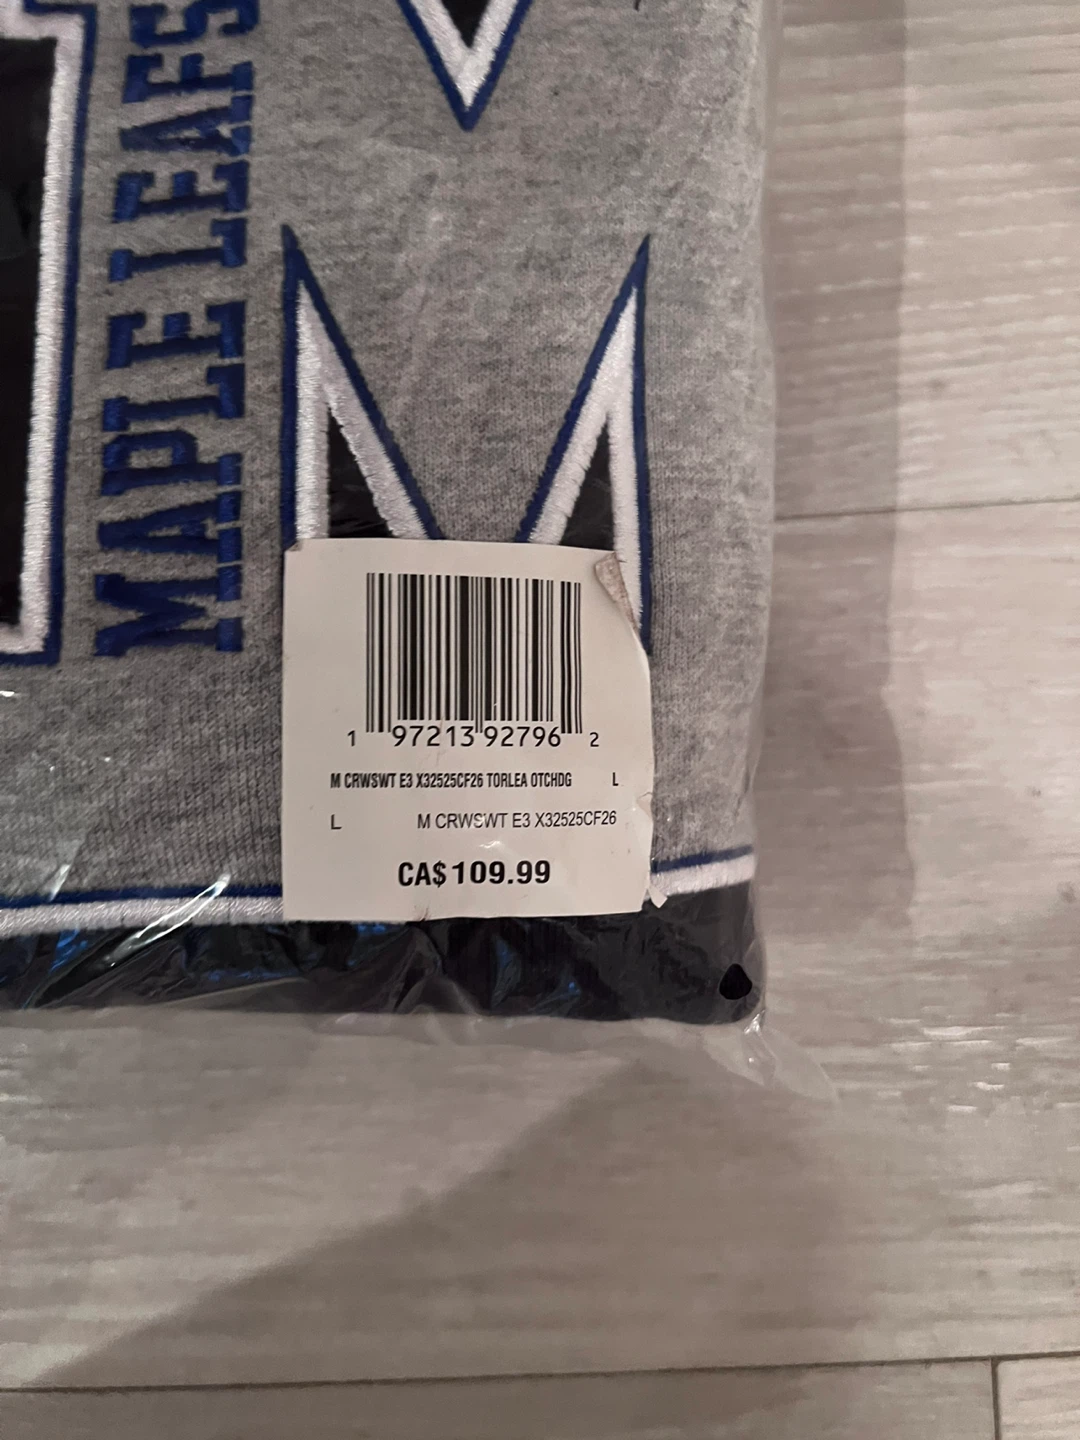 MAPLE LEAFS
M
1 97213 92796 2
M CRWSWT E3 X32525CF26 TORLEA OTCHDG L
L M CRWSWT E3 X32525CF26
CA$109.99